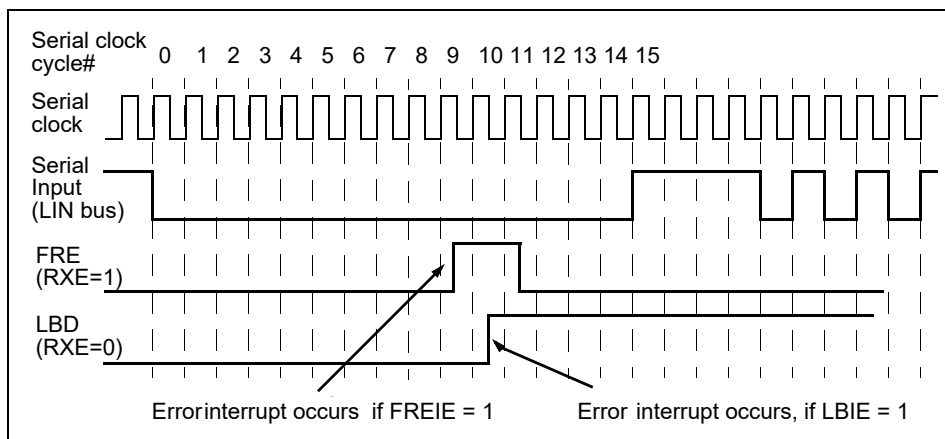 Serial clock
cycle#
0 1 2 3 4 5 6 7 8 9 10 11 12 13 14 15
Serial
clock
Serial
Input
(LIN bus)
FRE
(RXE=1)
LBD
(RXE=0)
Errorinterrupt occurs if FREIE = 1
Error interrupt occurs, if LBIE = 1